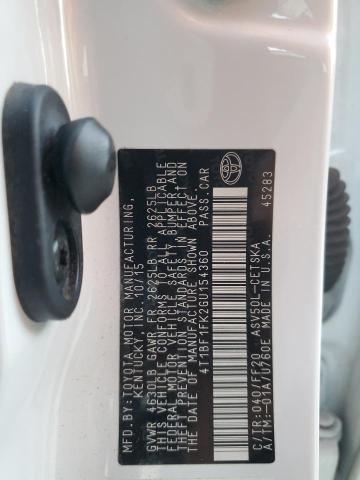 MFD.BY:TOYOTA MOTOR MANUFACTURING,
KENTUCKY, INC. 10/15
GVWR 4630LB GAWR FR 2625LB RR 2625LB
THIS VEHICLE CONFORMS TO ALL APPLICABLE
FEDERAL MOTOR VEHICLE SAFETY, BUMPER, AND
THEFT PREVENTION STANDARDS IN EFFECT ON
THE DATE OF MANUFACTURE SHOWN ABOVE.
4T1BF1FK2GU154360 PASS.CAR
C/TR:040/FF20 ASV50L-CETSKA
A/TM:-01A/U760E MADE IN U.S.A. 45283